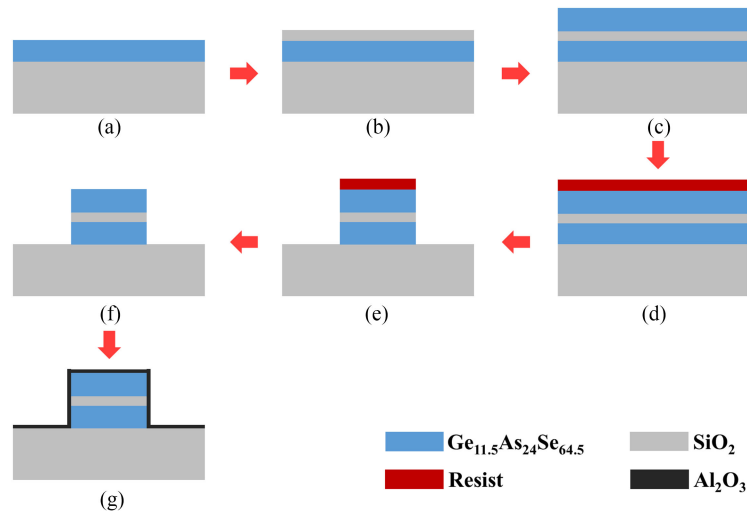 (a)
(b)
(c)
(f)
(e)
(d)
(g)
Ge₁₁.₅As₂₄Se₆₄.₅
SiO₂
Resist
Al₂O₃